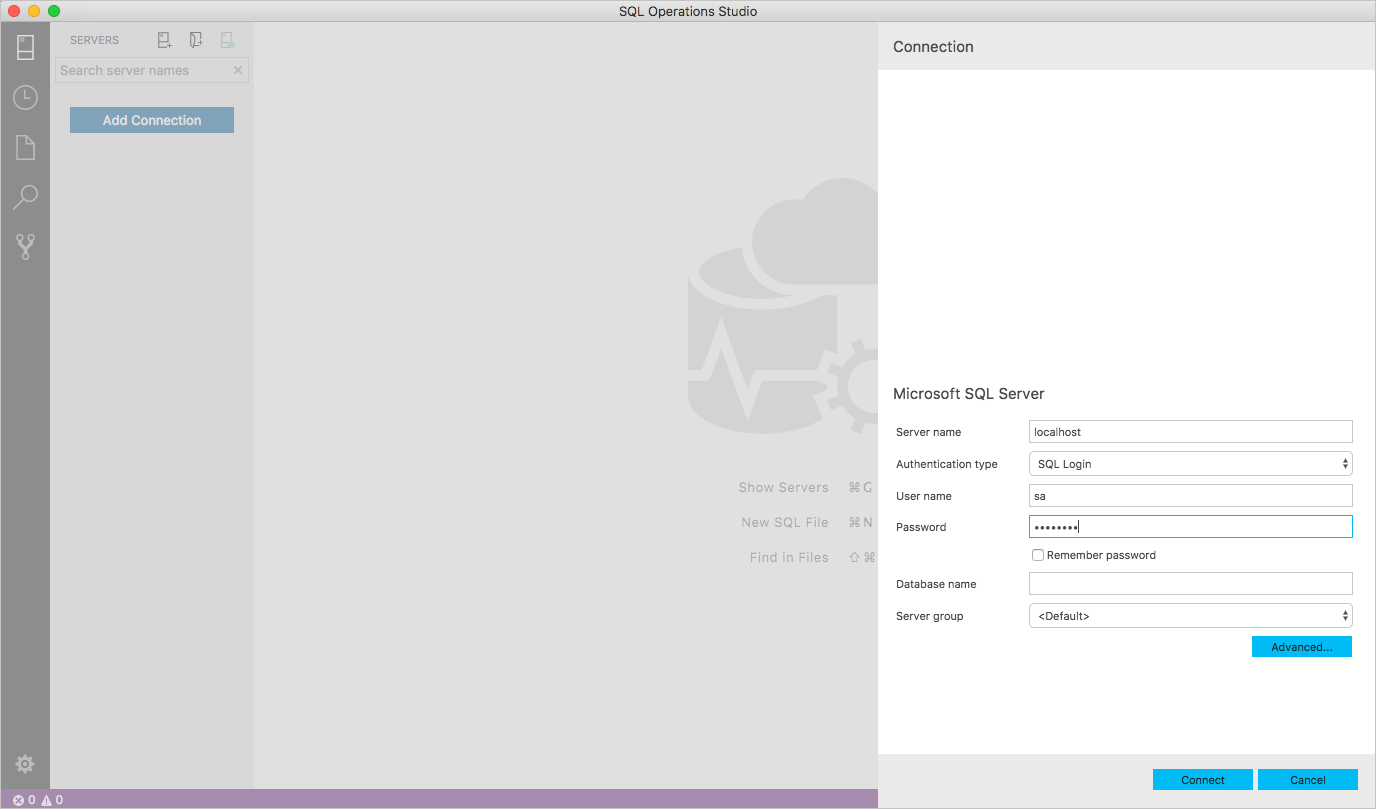 SQL Operations Studio
SERVERS
Search server names
Add Connection
Show Servers ⌘G
New SQL File ⌘N
Find in Files ⇧⌘
Connection
Microsoft SQL Server
Server name localhost
Authentication type SQL Login
User name sa
Password ••••••••
Remember password
Database name
Server group <Default>
Advanced...
Connect Cancel
0 0